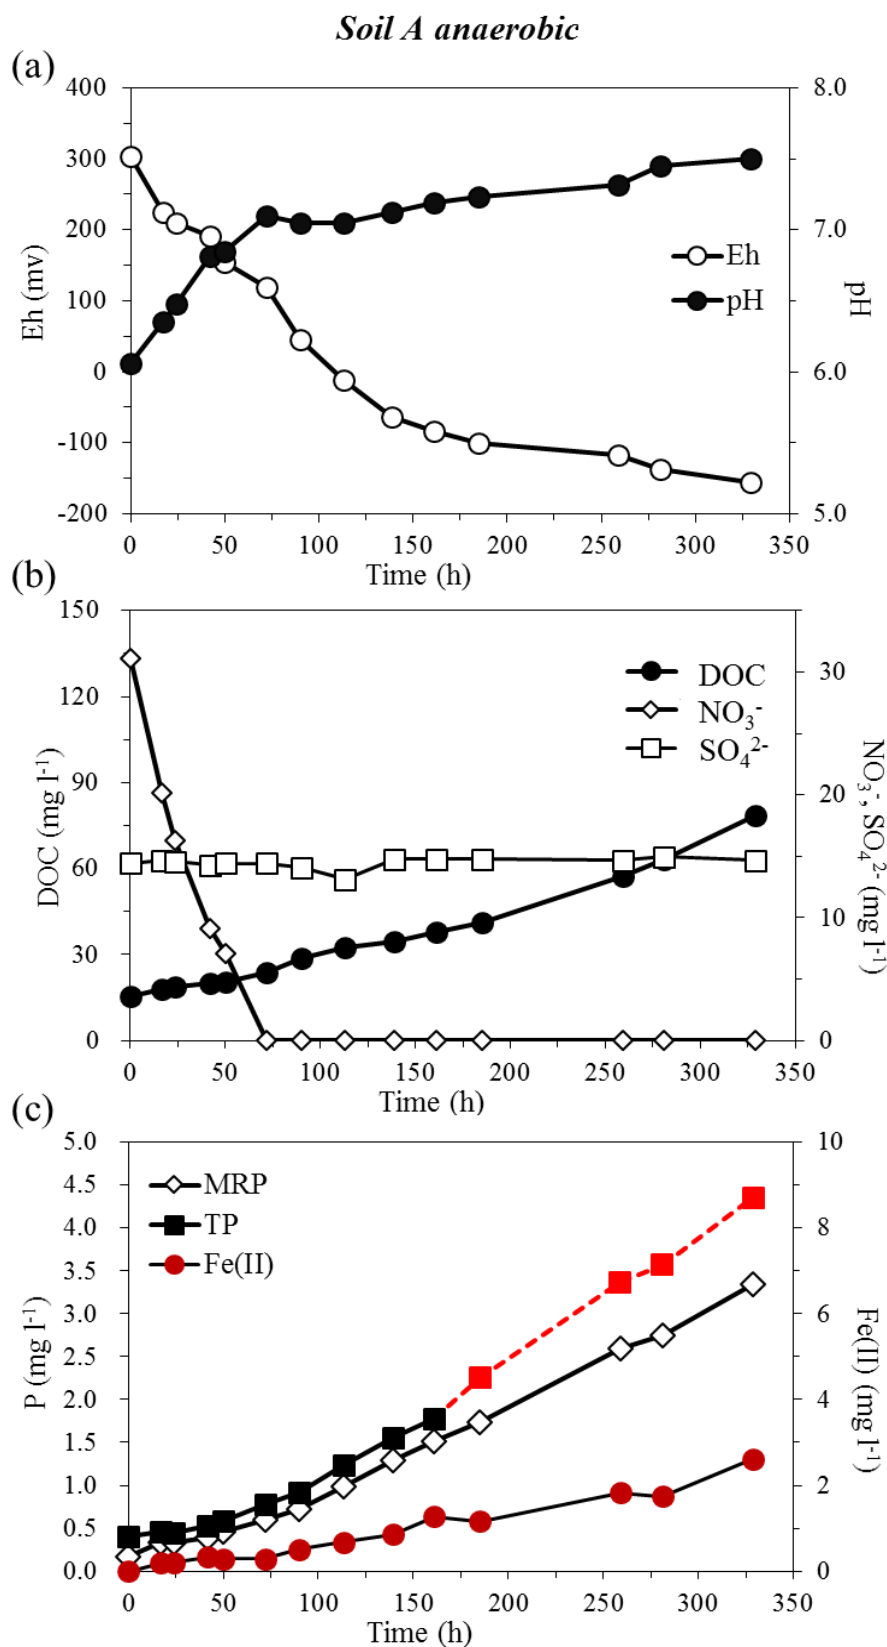 Soil A anaerobic
(a)
400
300
200
100
0
-100
-200
Eh (mv)
8.0
7.0
6.0
5.0
pH
Eh
pH
0 50 100 150 200 250 300 350
Time (h)
(b)
150
120
90
60
30
0
DOC (mg l⁻¹)
30
20
10
0
NO₃⁻, SO₄²⁻ (mg l⁻¹)
DOC
NO₃⁻
SO₄²⁻
0 50 100 150 200 250 300 350
Time (h)
(c)
5.0
4.5
4.0
3.5
3.0
2.5
2.0
1.5
1.0
0.5
0.0
P (mg l⁻¹)
10
8
6
4
2
0
Fe(II) (mg l⁻¹)
MRP
TP
Fe(II)
0 50 100 150 200 250 300 350
Time (h)